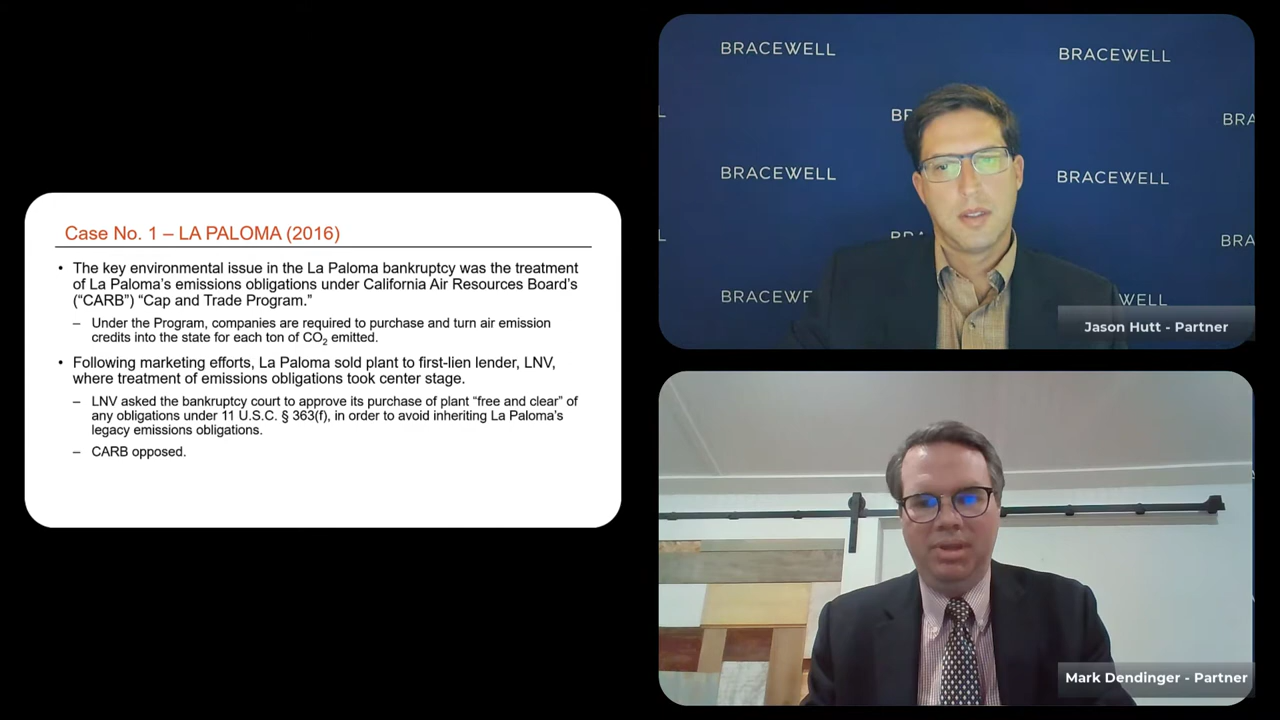 Case No. 1 – LA PALOMA (2016)
• The key environmental issue in the La Paloma bankruptcy was the treatment
of La Paloma's emissions obligations under California Air Resources Board's
("CARB") "Cap and Trade Program."
– Under the Program, companies are required to purchase and turn air emission
credits into the state for each ton of CO2 emitted.
• Following marketing efforts, La Paloma sold plant to first-lien lender, LNV,
where treatment of emissions obligations took center stage.
– LNV asked the bankruptcy court to approve its purchase of plant "free and clear" of
any obligations under 11 U.S.C. § 363(f), in order to avoid inheriting La Paloma's
legacy emissions obligations.
– CARB opposed.
BRACEWELL BRACEWELL
BRACEWELL BRACEWELL
Jason Hutt - Partner
Mark Dendinger - Partner